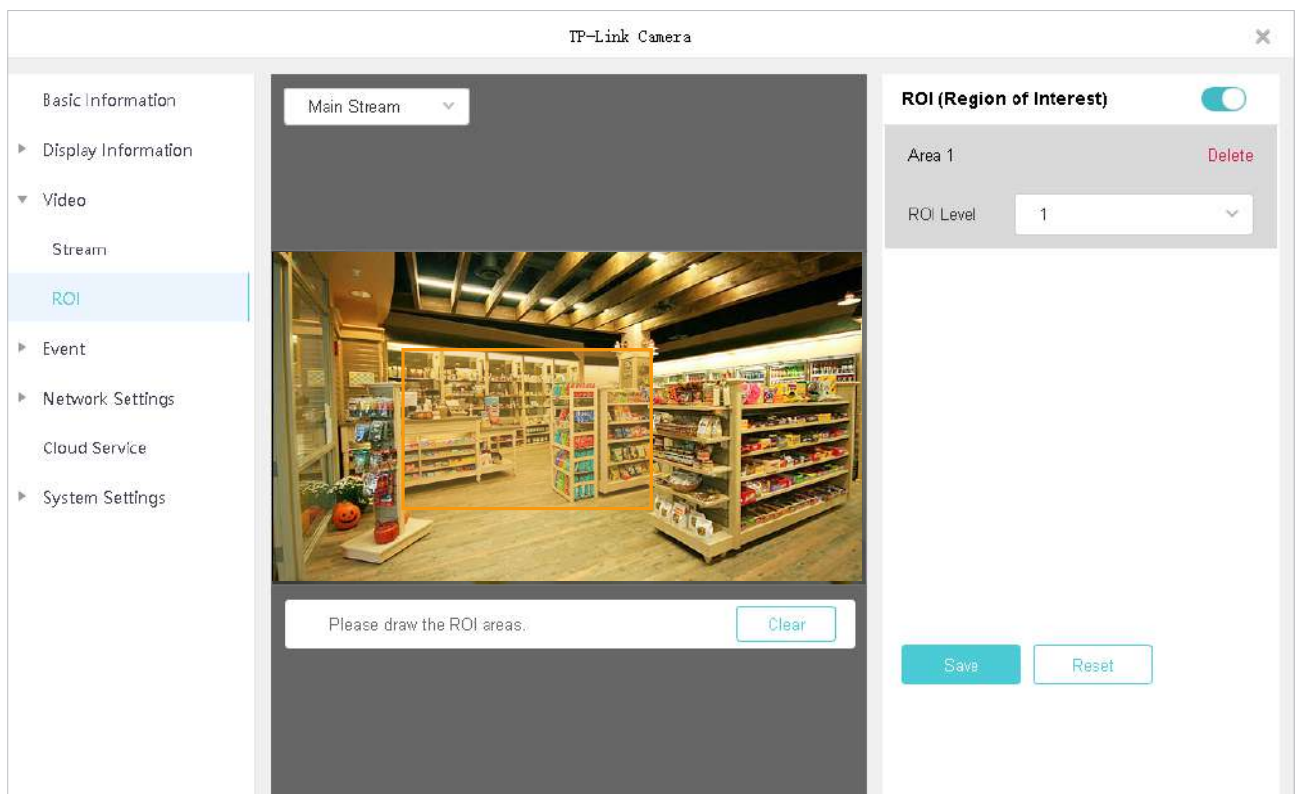 TP-Link Camera
Basic Information
Display Information
Video
Stream
ROI
Event
Network Settings
Cloud Service
System Settings
Main Stream
Please draw the ROI areas.
Clear
ROI (Region of Interest)
Area 1 Delete
ROI Level 1
Save Reset